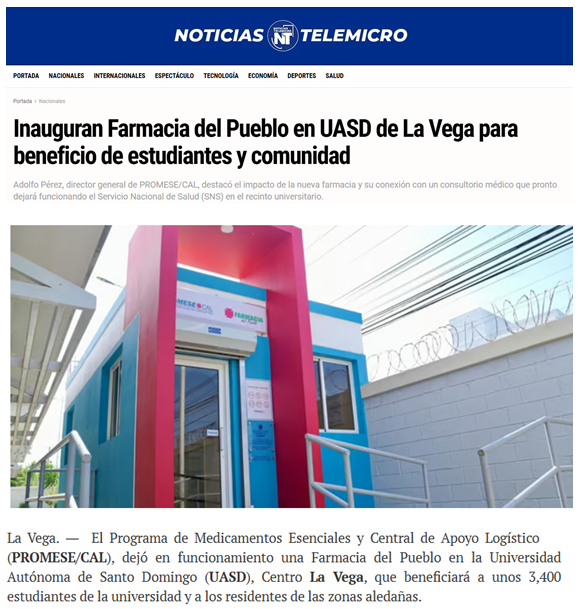 NOTICIAS NT TELEMICRO
PORTADA NACIONALES INTERNACIONALES ESPECTÁCULO TECNOLOGÍA ECONOMÍA DEPORTES SALUD
Portada › Nacionales
Inauguran Farmacia del Pueblo en UASD de La Vega para
beneficio de estudiantes y comunidad
Adolfo Pérez, director general de PROMESE/CAL, destacó el impacto de la nueva farmacia y su conexión con un consultorio médico que pronto
dejará funcionando el Servicio Nacional de Salud (SNS) en el recinto universitario.
FARMACIA
La Vega. — El Programa de Medicamentos Esenciales y Central de Apoyo Logístico
(PROMESE/CAL), dejó en funcionamiento una Farmacia del Pueblo en la Universidad
Autónoma de Santo Domingo (UASD), Centro La Vega, que beneficiará a unos 3,400
estudiantes de la universidad y a los residentes de las zonas aledañas.